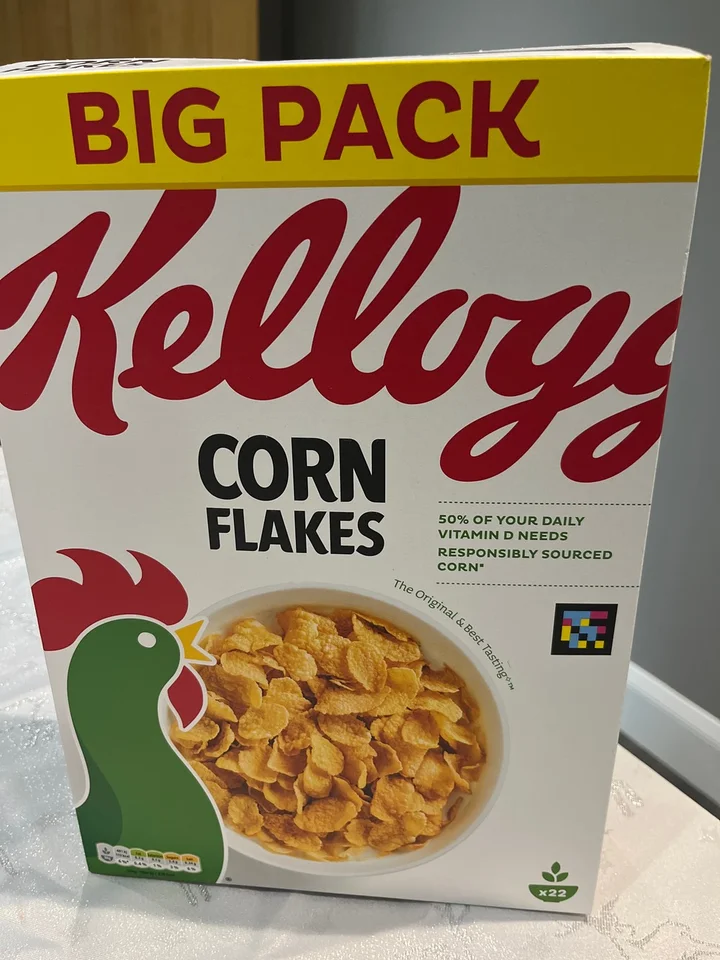 BIG PACK
Kellogg
CORN
FLAKES
50% OF YOUR DAILY
VITAMIN D NEEDS
RESPONSIBLY SOURCED
CORN*
The Original & Best Tasting◊™
x22